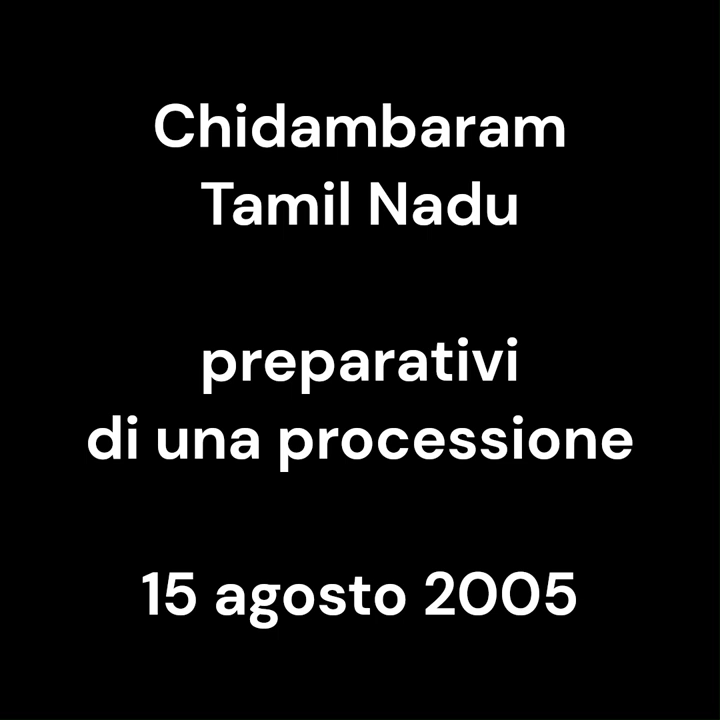 Chidambaram
Tamil Nadu
preparativi
di una processione
15 agosto 2005